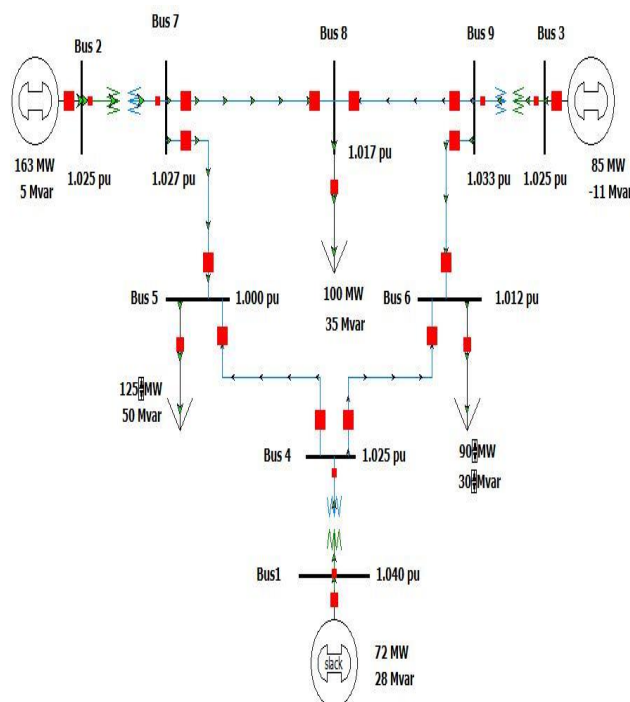 Bus 7
Bus 2
Bus 8
Bus 9
Bus 3
163 MW
5 Mvar
1.025 pu
1.027 pu
1.017 pu
1.033 pu
1.025 pu
85 MW
-11 Mvar
Bus 5
1.000 pu
100 MW
35 Mvar
Bus 6
1.012 pu
125 MW
50 Mvar
Bus 4
1.025 pu
90 MW
30 Mvar
Bus1
1.040 pu
slack
72 MW
28 Mvar